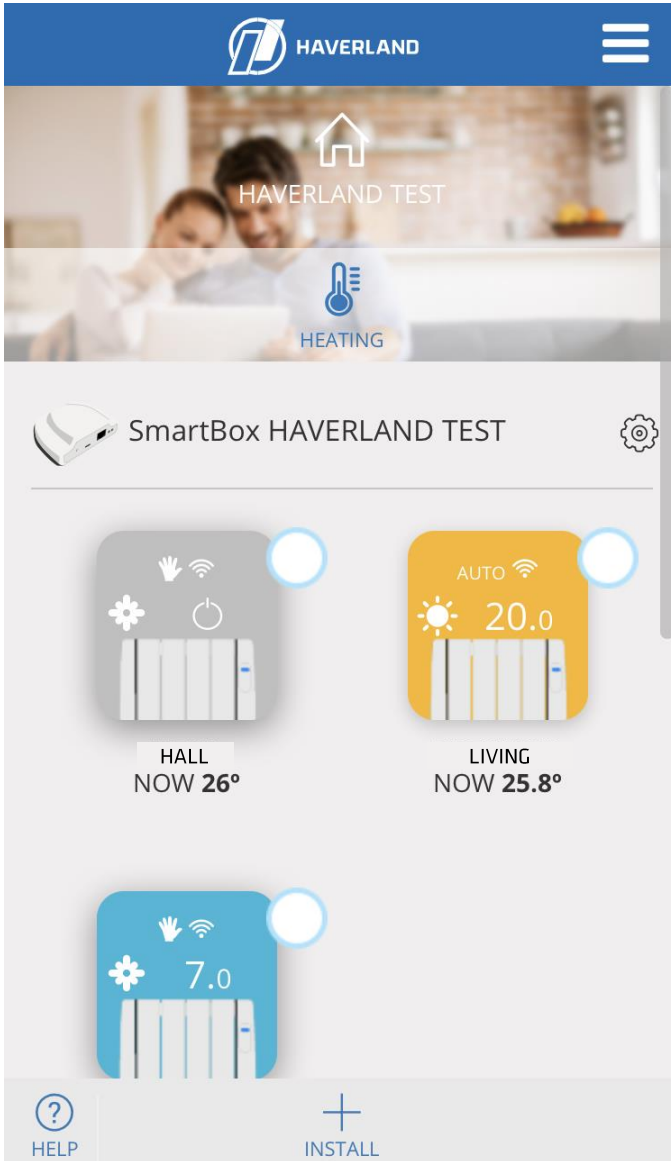 HAVERLAND
HAVERLAND TEST
HEATING
SmartBox HAVERLAND TEST
AUTO
20.0
HALL
NOW 26º
LIVING
NOW 25.8º
7.0
?
HELP
INSTALL